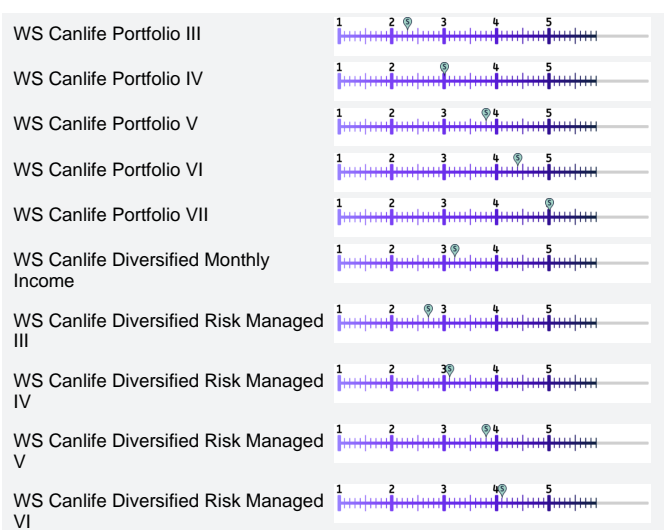 WS Canlife Portfolio III
1 2 S 3 4 5
WS Canlife Portfolio IV
1 2 3 S 4 5
WS Canlife Portfolio V
1 2 3 S 4 5
WS Canlife Portfolio VI
1 2 3 4 S 5
WS Canlife Portfolio VII
1 2 3 4 5 S
WS Canlife Diversified Monthly
Income
1 2 3 S 4 5
WS Canlife Diversified Risk Managed
III
1 2 S 3 4 5
WS Canlife Diversified Risk Managed
IV
1 2 3 S 4 5
WS Canlife Diversified Risk Managed
V
1 2 3 S 4 5
WS Canlife Diversified Risk Managed
VI
1 2 3 4 S 5